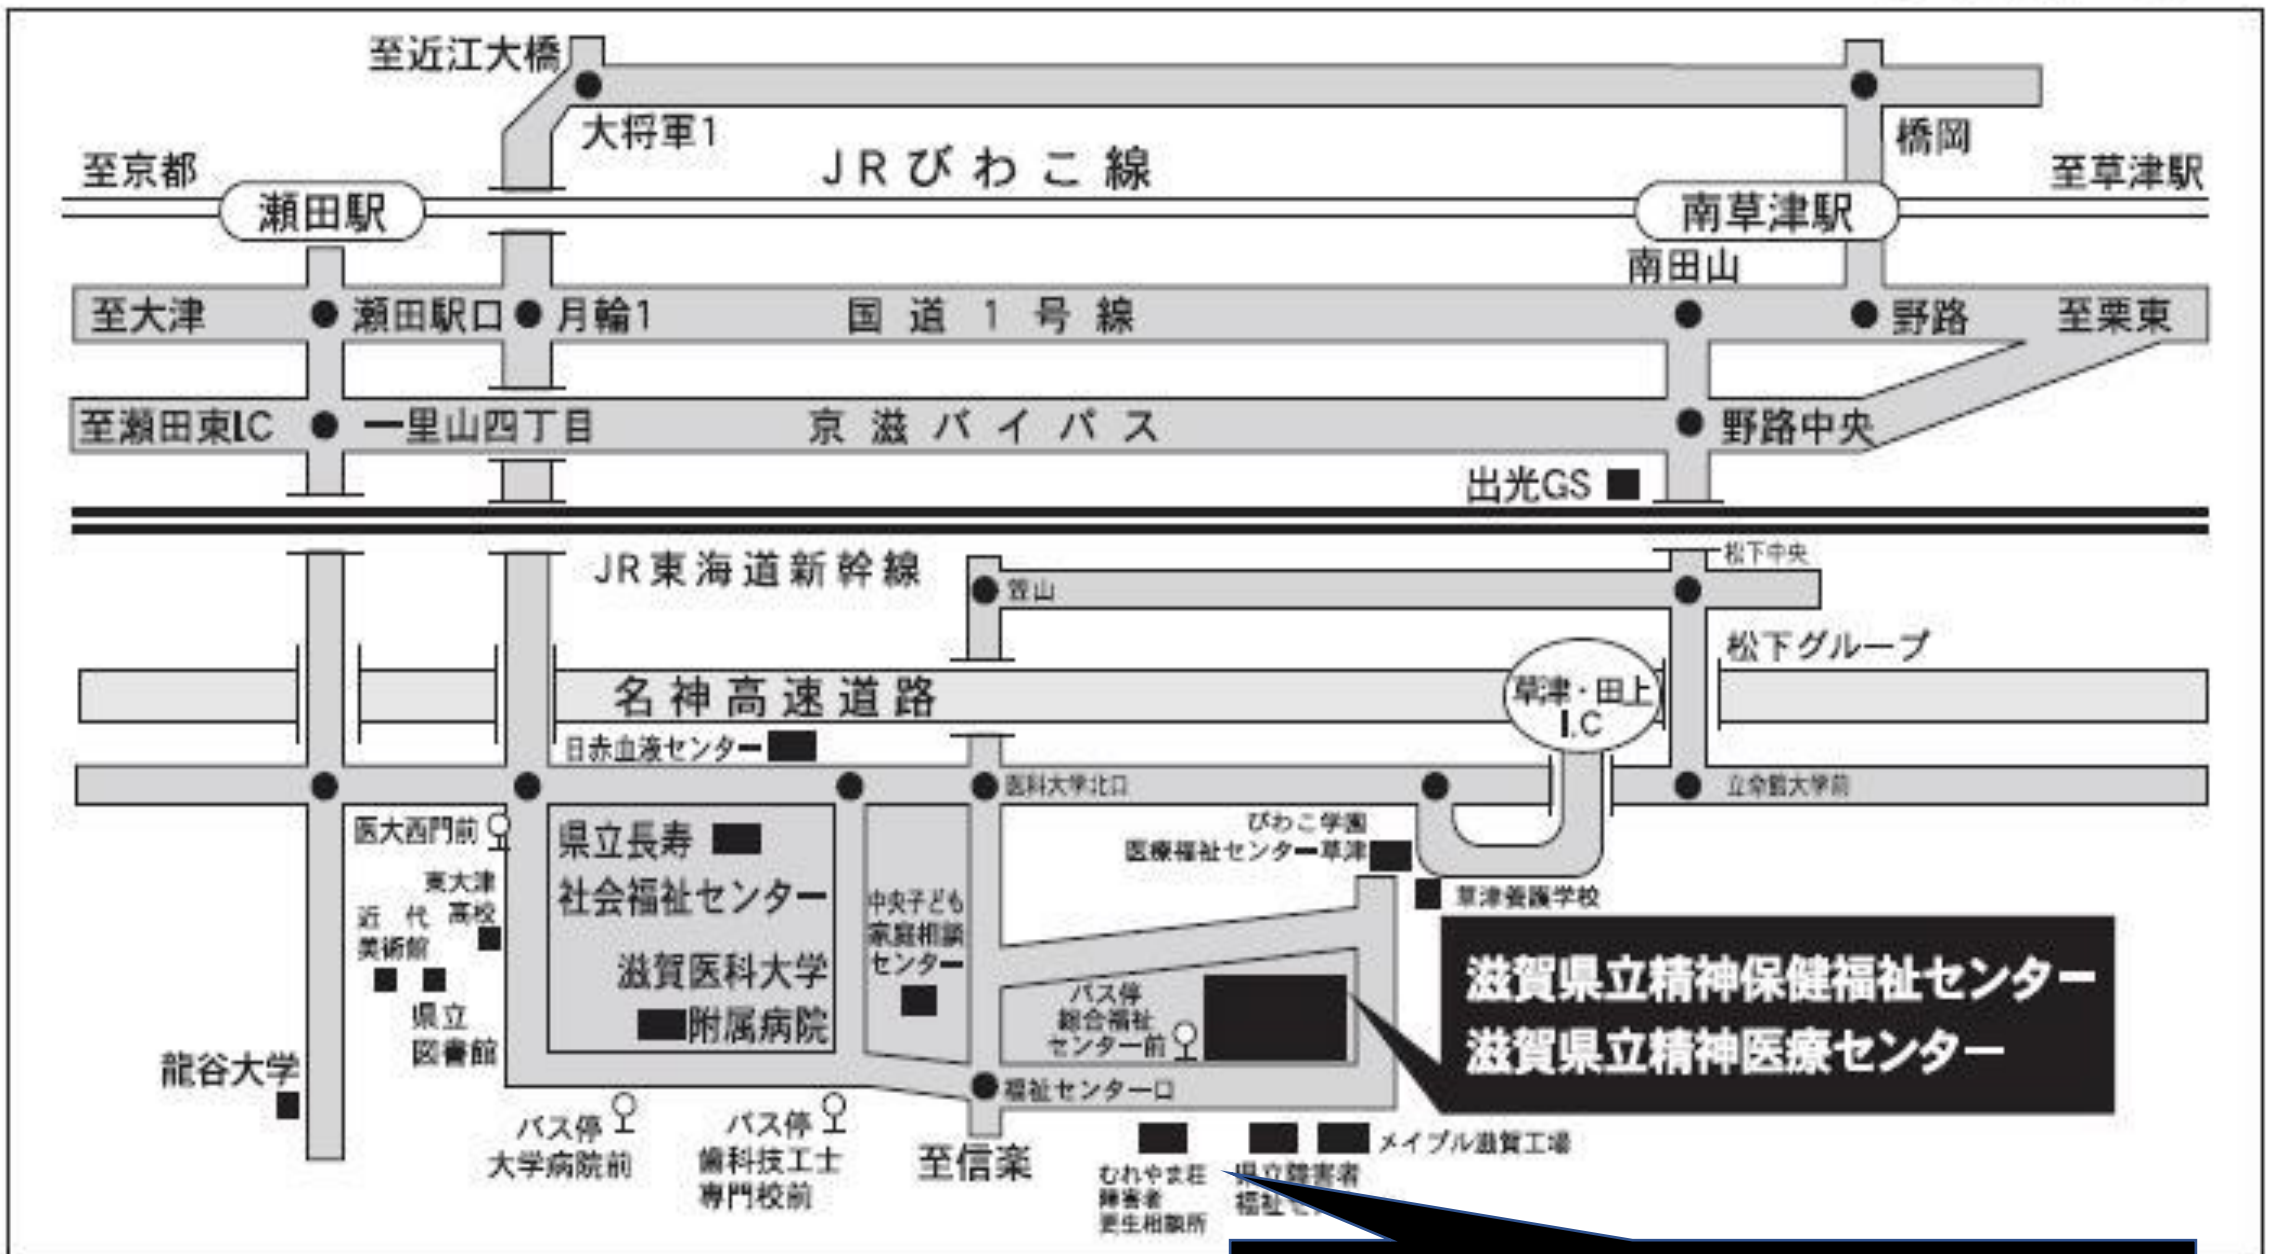 至近江大橋
大将軍1
橋岡
至京都
JRびわこ線
至草津駅
瀬田駅
南草津駅
南田山
至大津
瀬田駅口
月輪1
国道1号線
野路
至栗東
至瀬田東I.C
一里山四丁目
京滋バイパス
野路中央
出光GS
JR東海道新幹線
松下中央
笠山
松下グループ
名神高速道路
草津・田上
I.C
日赤血液センター
医科大学北口
立命館大学前
医大西門前
県立長寿
社会福祉センター
びわこ学園
医療福祉センター草津
東大津
高校
近代
美術館
中央子ども
家庭相談
センター
草津養護学校
滋賀医科大学
附属病院
県立
図書館
バス停
総合福祉
センター前
滋賀県立精神保健福祉センター
滋賀県立精神医療センター
龍谷大学
福祉センター口
バス停
大学病院前
バス停
歯科技工士
専門校前
至信楽
むれやま荘
障害者
更生相談所
県立障害者
福祉セン
メイプル滋賀工場